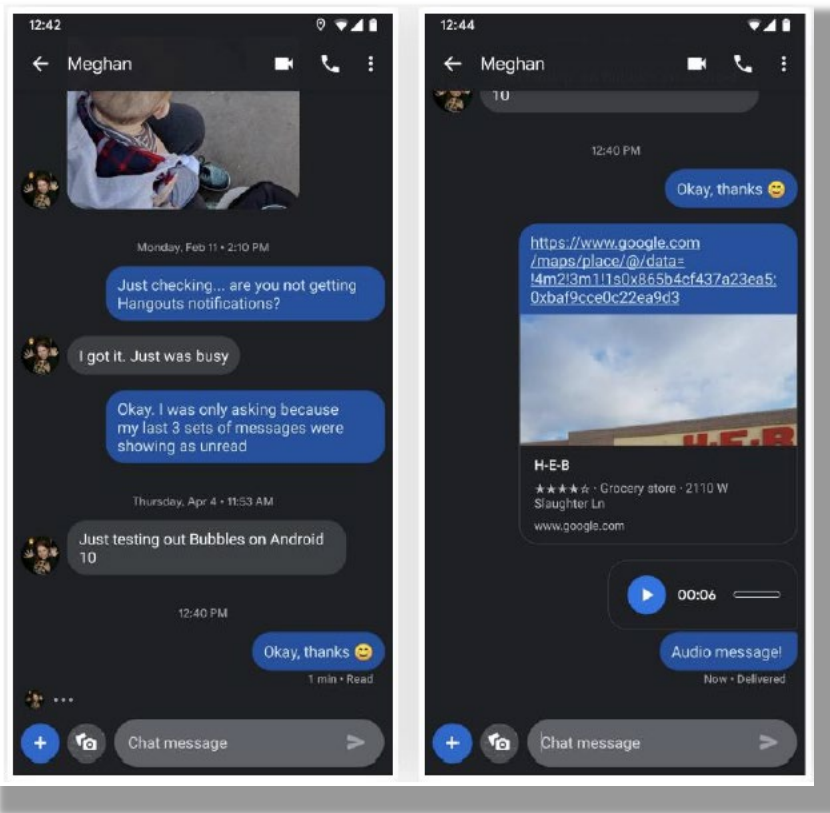 12:42
Meghan
Monday, Feb 11 • 2:10 PM
Just checking... are you not getting
Hangouts notifications?
I got it. Just was busy
Okay. I was only asking because
my last 3 sets of messages were
showing as unread
Thursday, Apr 4 • 11:53 AM
Just testing out Bubbles on Android
10
12:40 PM
Okay, thanks 😊
1 min • Read
Chat message
12:44
Meghan
10
12:40 PM
Okay, thanks 😊
https://www.google.com
/maps/place/@/data=
!4m2!3m1!1s0x865b4cf437a23ea5:
0xbaf9cce0c22ea9d3
H-E-B
H-E-B
★★★★☆ · Grocery store · 2110 W
Slaughter Ln
www.google.com
00:06
Audio message!
Now • Delivered
Chat message